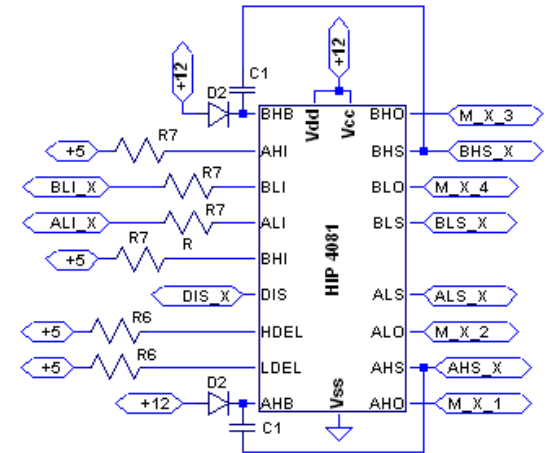 +12
+12
C1
D2
BHB
Vdd
Vcc
BHO
M_X_3
+5
R7
AHI
BHS
BHS_X
BLI_X
R7
BLI
BLO
M_X_4
ALI_X
R7
ALI
BLS
BLS_X
R7
R
+5
BHI
HIP 4081
DIS_X
DIS
ALS
ALS_X
R6
+5
HDEL
ALO
M_X_2
R6
+5
LDEL
AHS
AHS_X
D2
+12
AHB
Vss
AHO
M_X_1
C1